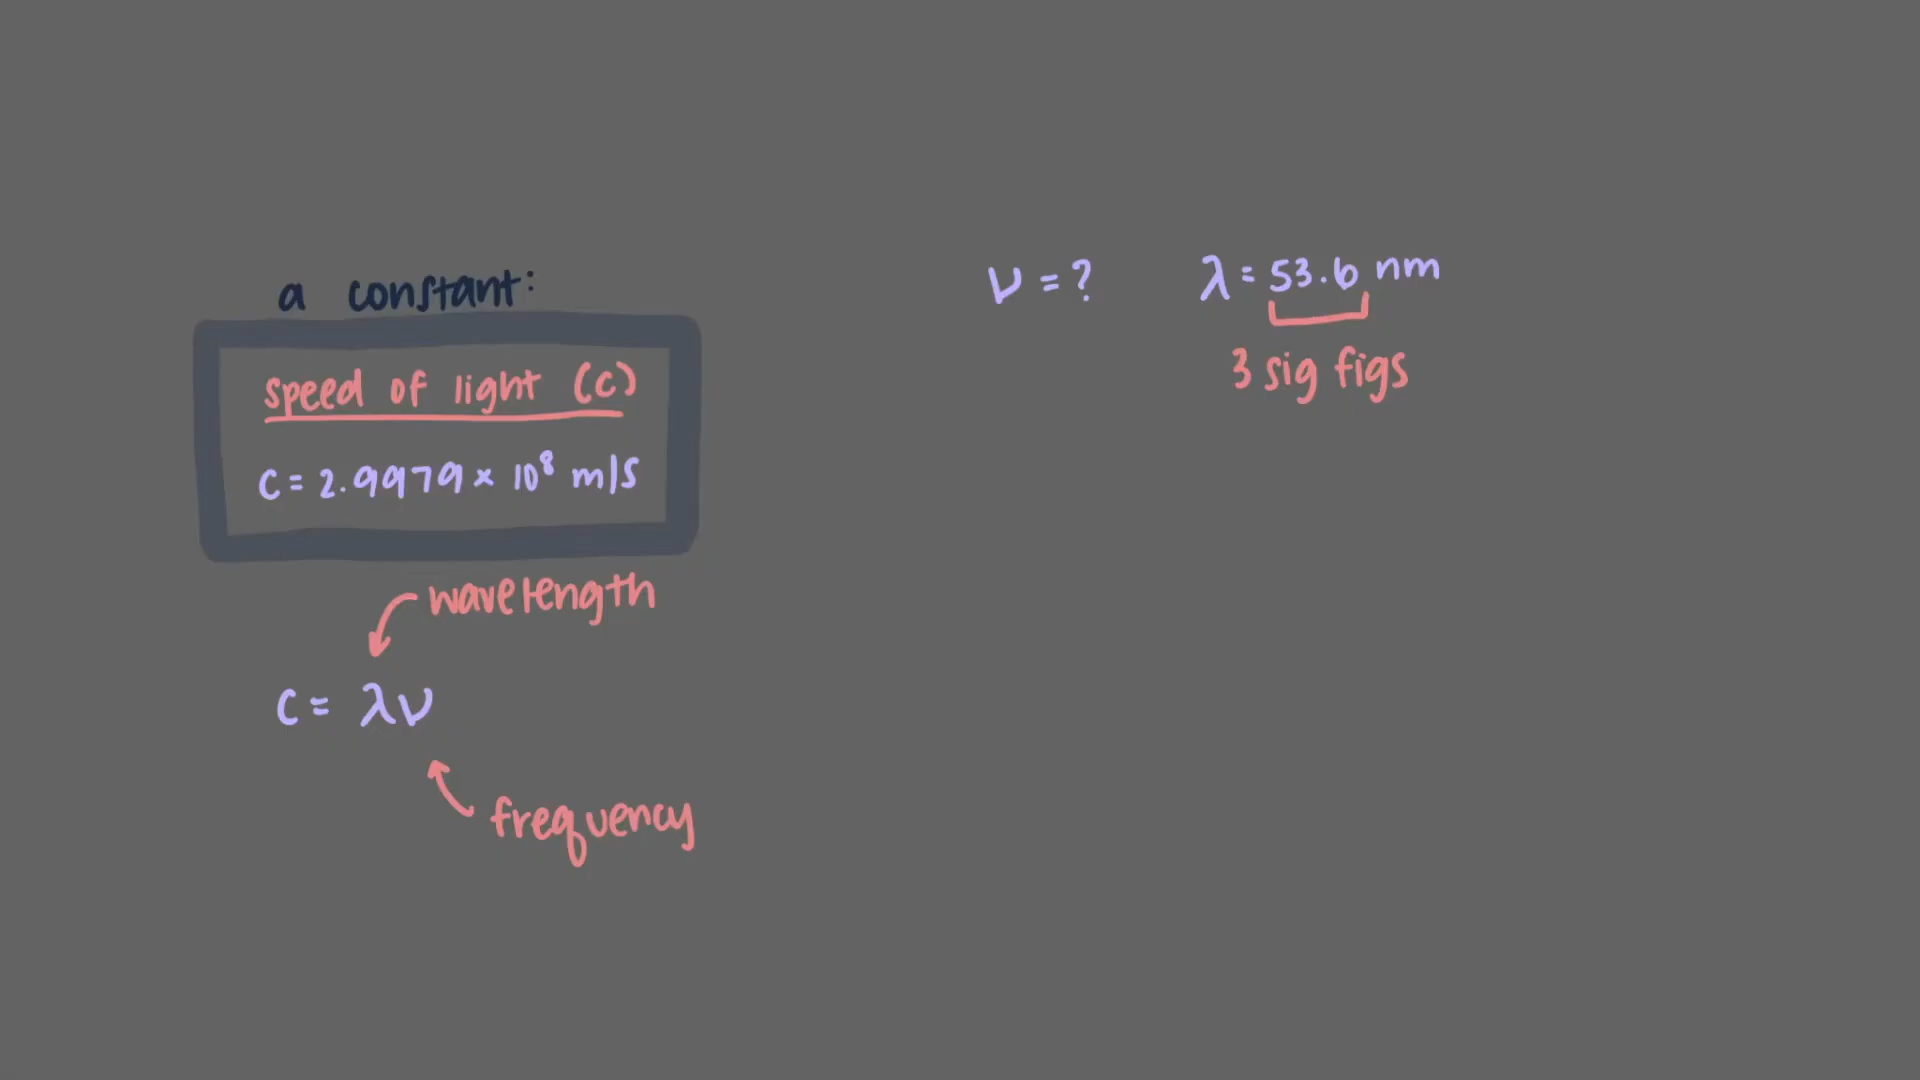 a constant:
speed of light (c)
c = 2.9979 × 10⁸ m/s
wavelength
c = λν
frequency
ν = ?
λ = 53.6 nm
3 sig figs